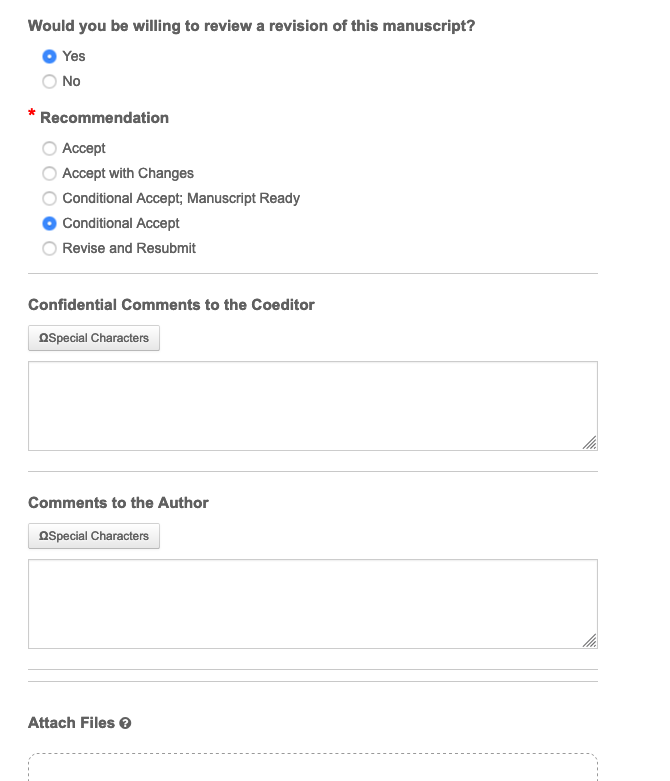 Would you be willing to review a revision of this manuscript?
Yes
No
* Recommendation
Accept
Accept with Changes
Conditional Accept; Manuscript Ready
Conditional Accept
Revise and Resubmit
Confidential Comments to the Coeditor
ΩSpecial Characters
Comments to the Author
ΩSpecial Characters
Attach Files ?